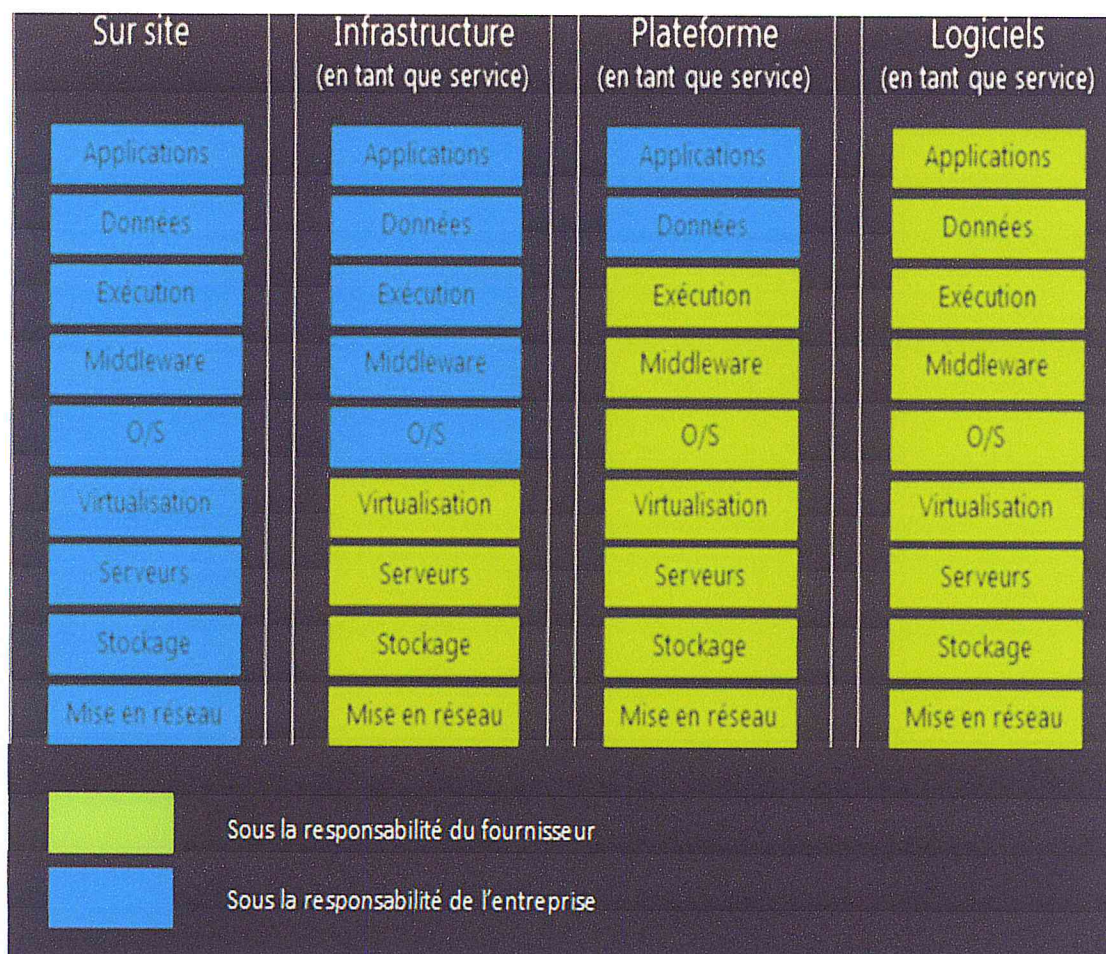 Sur site
Infrastructure
(en tant que service)
Plateforme
(en tant que service)
Logiciels
(en tant que service)
Applications
Applications
Applications
Applications
Données
Données
Données
Données
Exécution
Exécution
Exécution
Exécution
Middleware
Middleware
Middleware
Middleware
O/S
O/S
O/S
O/S
Virtualisation
Virtualisation
Virtualisation
Virtualisation
Serveurs
Serveurs
Serveurs
Serveurs
Stockage
Stockage
Stockage
Stockage
Mise en réseau
Mise en réseau
Mise en réseau
Mise en réseau
Sous la responsabilité du fournisseur
Sous la responsabilité de l'entreprise